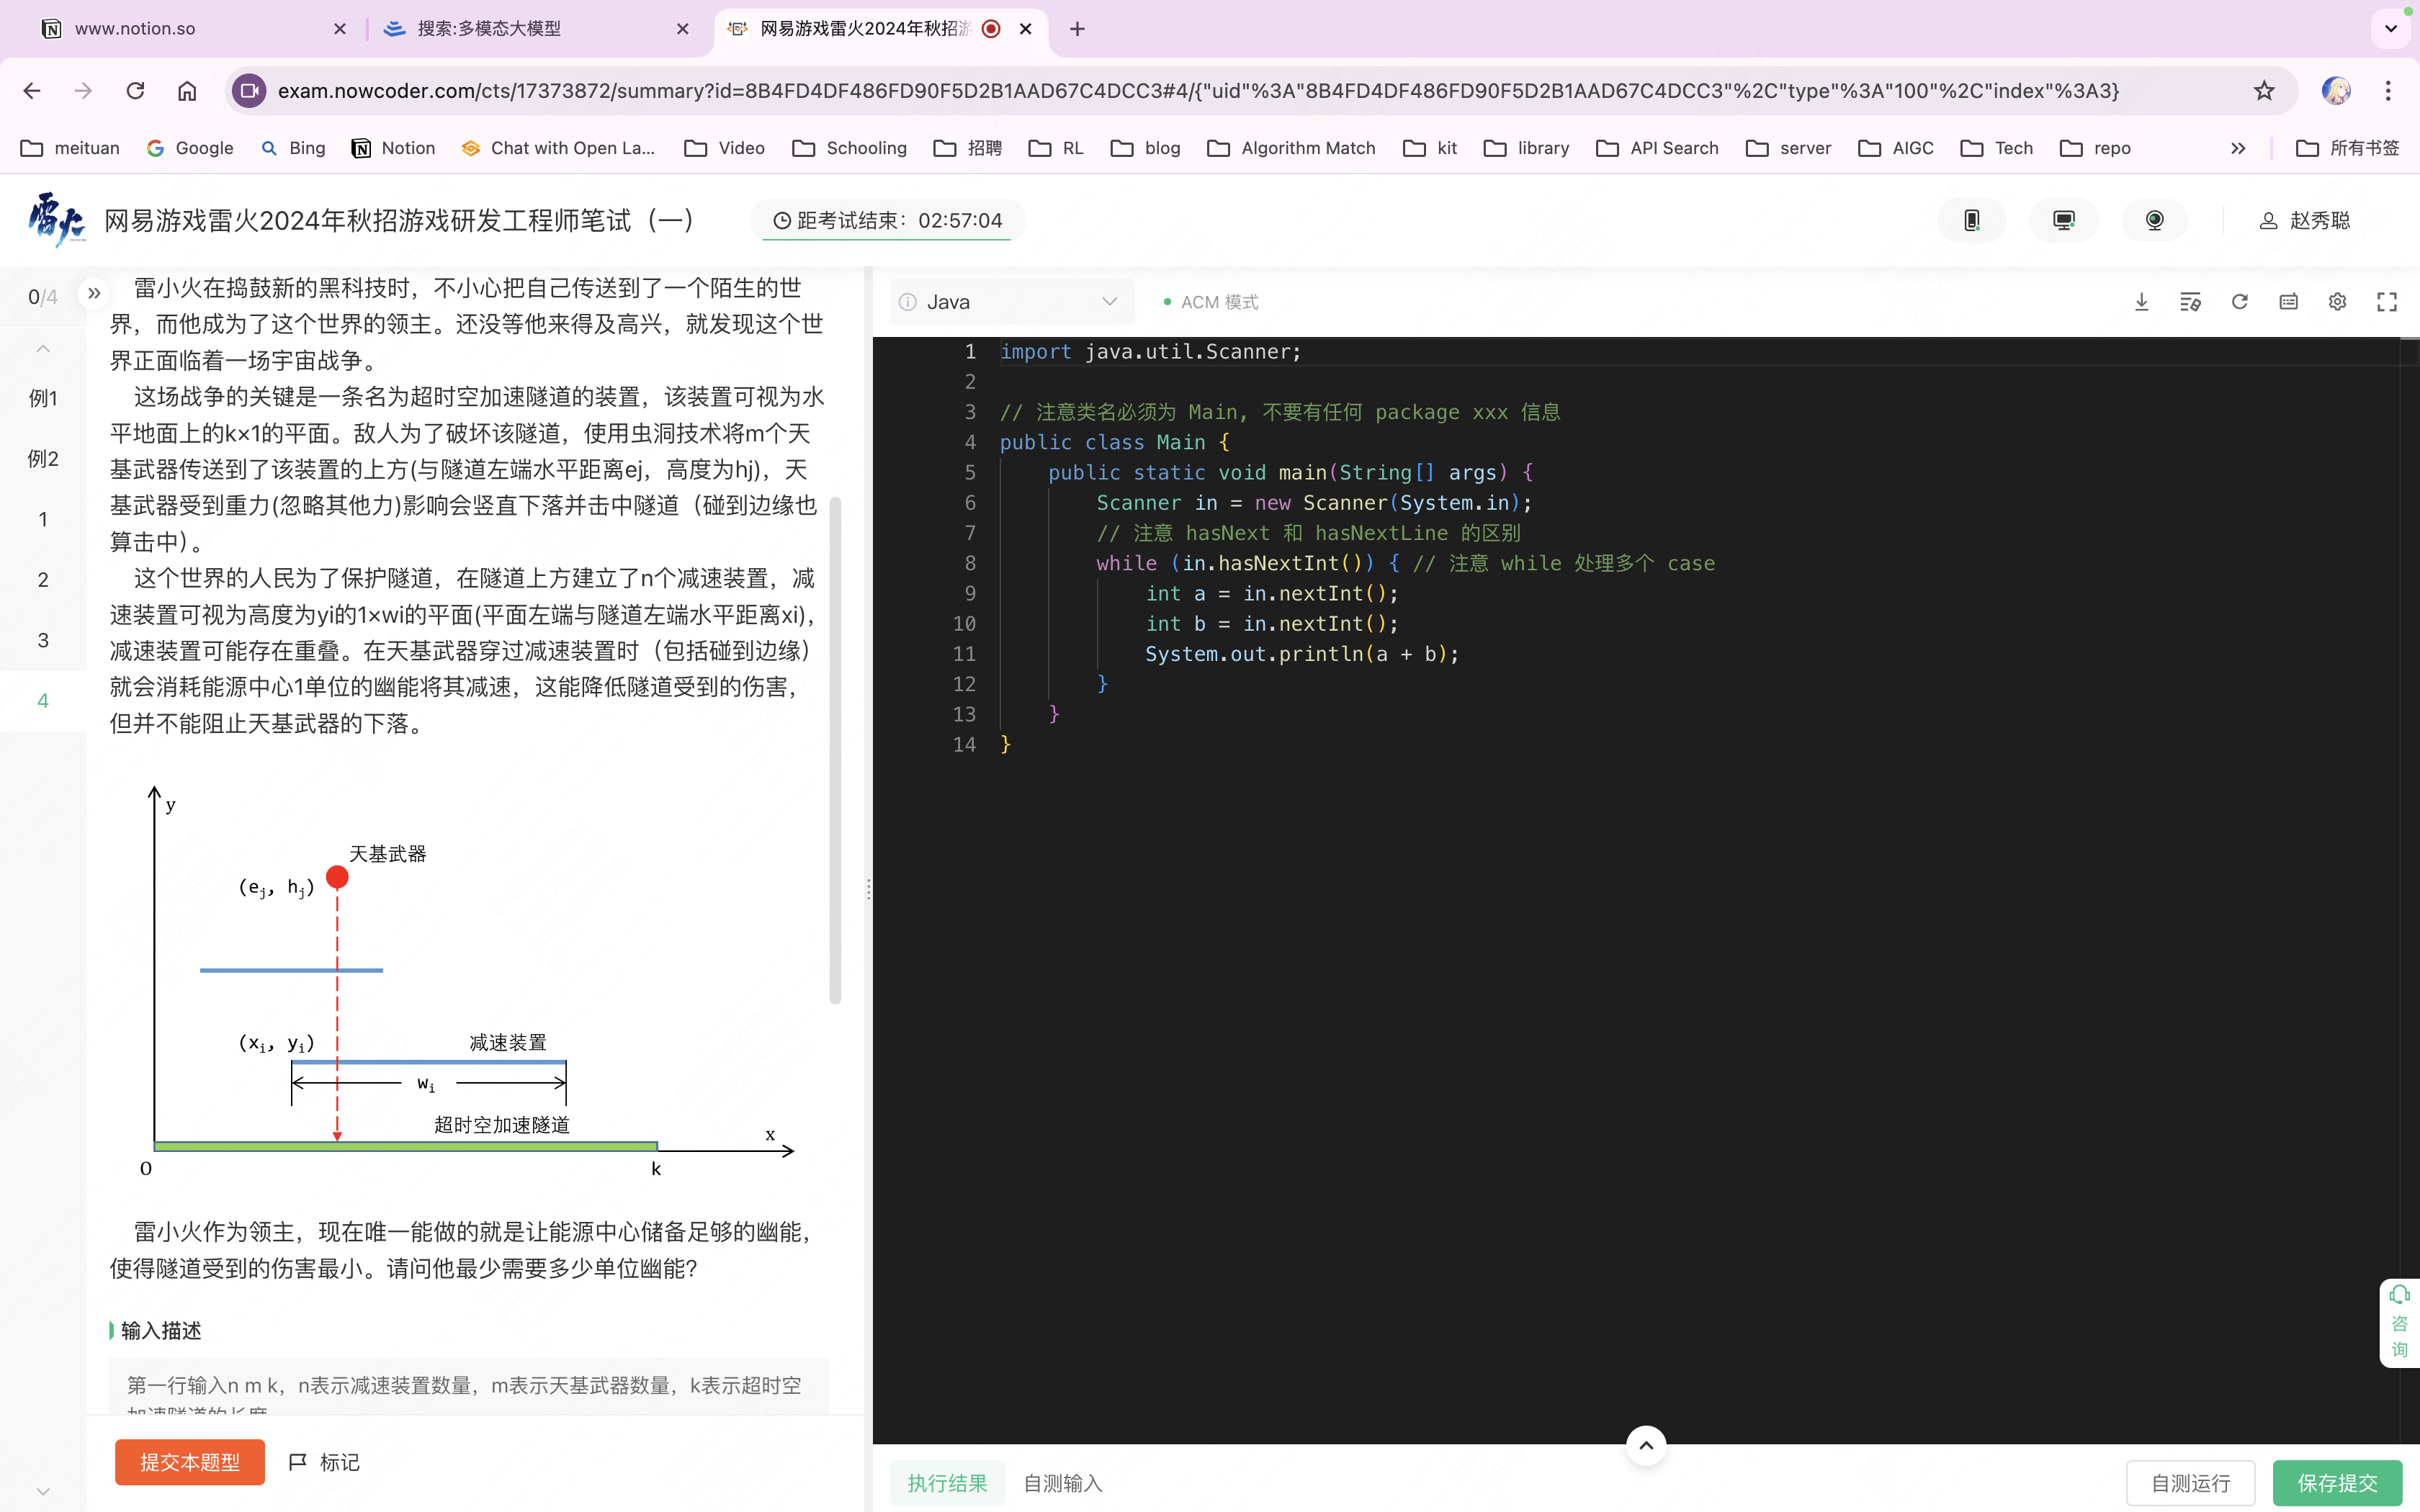 www.notion.so
搜索:多模态大模型
网易游戏雷火2024年秋招游
exam.nowcoder.com/cts/17373872/summary?id=8B4FD4DF486FD90F5D2B1AAD67C4DCC3#4/{"uid"%3A"8B4FD4DF486FD90F5D2B1AAD67C4DCC3"%2C"type"%3A"100"%2C"index"%3A3}
meituan Google Bing Notion Chat with Open La... Video Schooling 招聘 RL blog Algorithm Match kit library API Search server AIGC Tech repo 所有书签
雷火 网易游戏雷火2024年秋招游戏研发工程师笔试（一） 距考试结束：02:57:04 赵秀聪
0/4
例1
例2
1
2
3
4
雷小火在捣鼓新的黑科技时，不小心把自己传送到了一个陌生的世
界，而他成为了这个世界的领主。还没等他来得及高兴，就发现这个世
界正面临着一场宇宙战争。
这场战争的关键是一条名为超时空加速隧道的装置，该装置可视为水
平地面上的k×1的平面。敌人为了破坏该隧道，使用虫洞技术将m个天
基武器传送到了该装置的上方(与隧道左端水平距离ej，高度为hj)，天
基武器受到重力(忽略其他力)影响会竖直下落并击中隧道（碰到边缘也
算击中）。
这个世界的人民为了保护隧道，在隧道上方建立了n个减速装置，减
速装置可视为高度为yi的1×wi的平面(平面左端与隧道左端水平距离xi)，
减速装置可能存在重叠。在天基武器穿过减速装置时（包括碰到边缘）
就会消耗能源中心1单位的幽能将其减速，这能降低隧道受到的伤害，
但并不能阻止天基武器的下落。
y
天基武器
(ej, hj)
(xi, yi) 减速装置
wi
超时空加速隧道
x
0 k
雷小火作为领主，现在唯一能做的就是让能源中心储备足够的幽能，
使得隧道受到的伤害最小。请问他最少需要多少单位幽能?
输入描述
第一行输入n m k，n表示减速装置数量，m表示天基武器数量，k表示超时空
加速隧道的长度
提交本题型 标记
Java ACM 模式
1 import java.util.Scanner;
2
3 // 注意类名必须为 Main, 不要有任何 package xxx 信息
4 public class Main {
5 public static void main(String[] args) {
6 Scanner in = new Scanner(System.in);
7 // 注意 hasNext 和 hasNextLine 的区别
8 while (in.hasNextInt()) { // 注意 while 处理多个 case
9 int a = in.nextInt();
10 int b = in.nextInt();
11 System.out.println(a + b);
12 }
13 }
14 }
咨
询
执行结果 自测输入 自测运行 保存提交